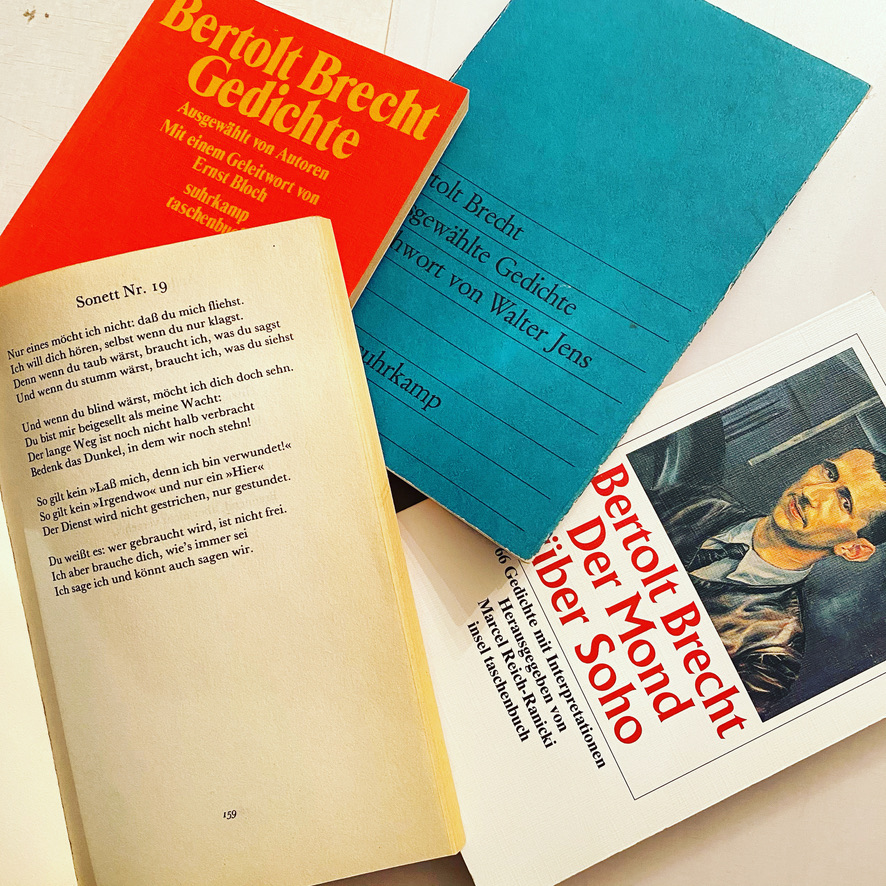 Bertolt Brecht
Gedichte
Ausgewählt von Autoren
Mit einem Geleitwort von
Ernst Bloch
suhrkamp
Brecht
Gedichte
von Walter Jens
Sonett Nr. 19
Nur eines möcht ich nicht: daß du mich fliehst.
Ich will dich hören, selbst wenn du nur klagst.
Denn wenn du taub wärst, braucht ich, was du sagst
Und wenn du stumm wärst, braucht ich, was du siehst
Und wenn du blind wärst, möcht ich dich doch sehn.
Du bist mir beigesellt als meine Wacht:
Der lange Weg ist noch nicht halb verbracht
Bedenk das Dunkel, in dem wir noch stehn!
So gilt kein »Laß mich, denn ich bin verwundet!«
So gilt kein »Irgendwo« und nur ein »Hier«
Der Dienst wird nicht gestrichen, nur gestundet.
Du weißt es: wer gebraucht wird, ist nicht frei.
Ich aber brauche dich, wie's immer sei
Ich sage ich und könnt auch sagen wir.
159
Bertolt Brecht
Der Mond
über Soho
66 Gedichte mit Interpretationen
Herausgegeben von
Marcel Reich-Ranicki
insel taschenbuch